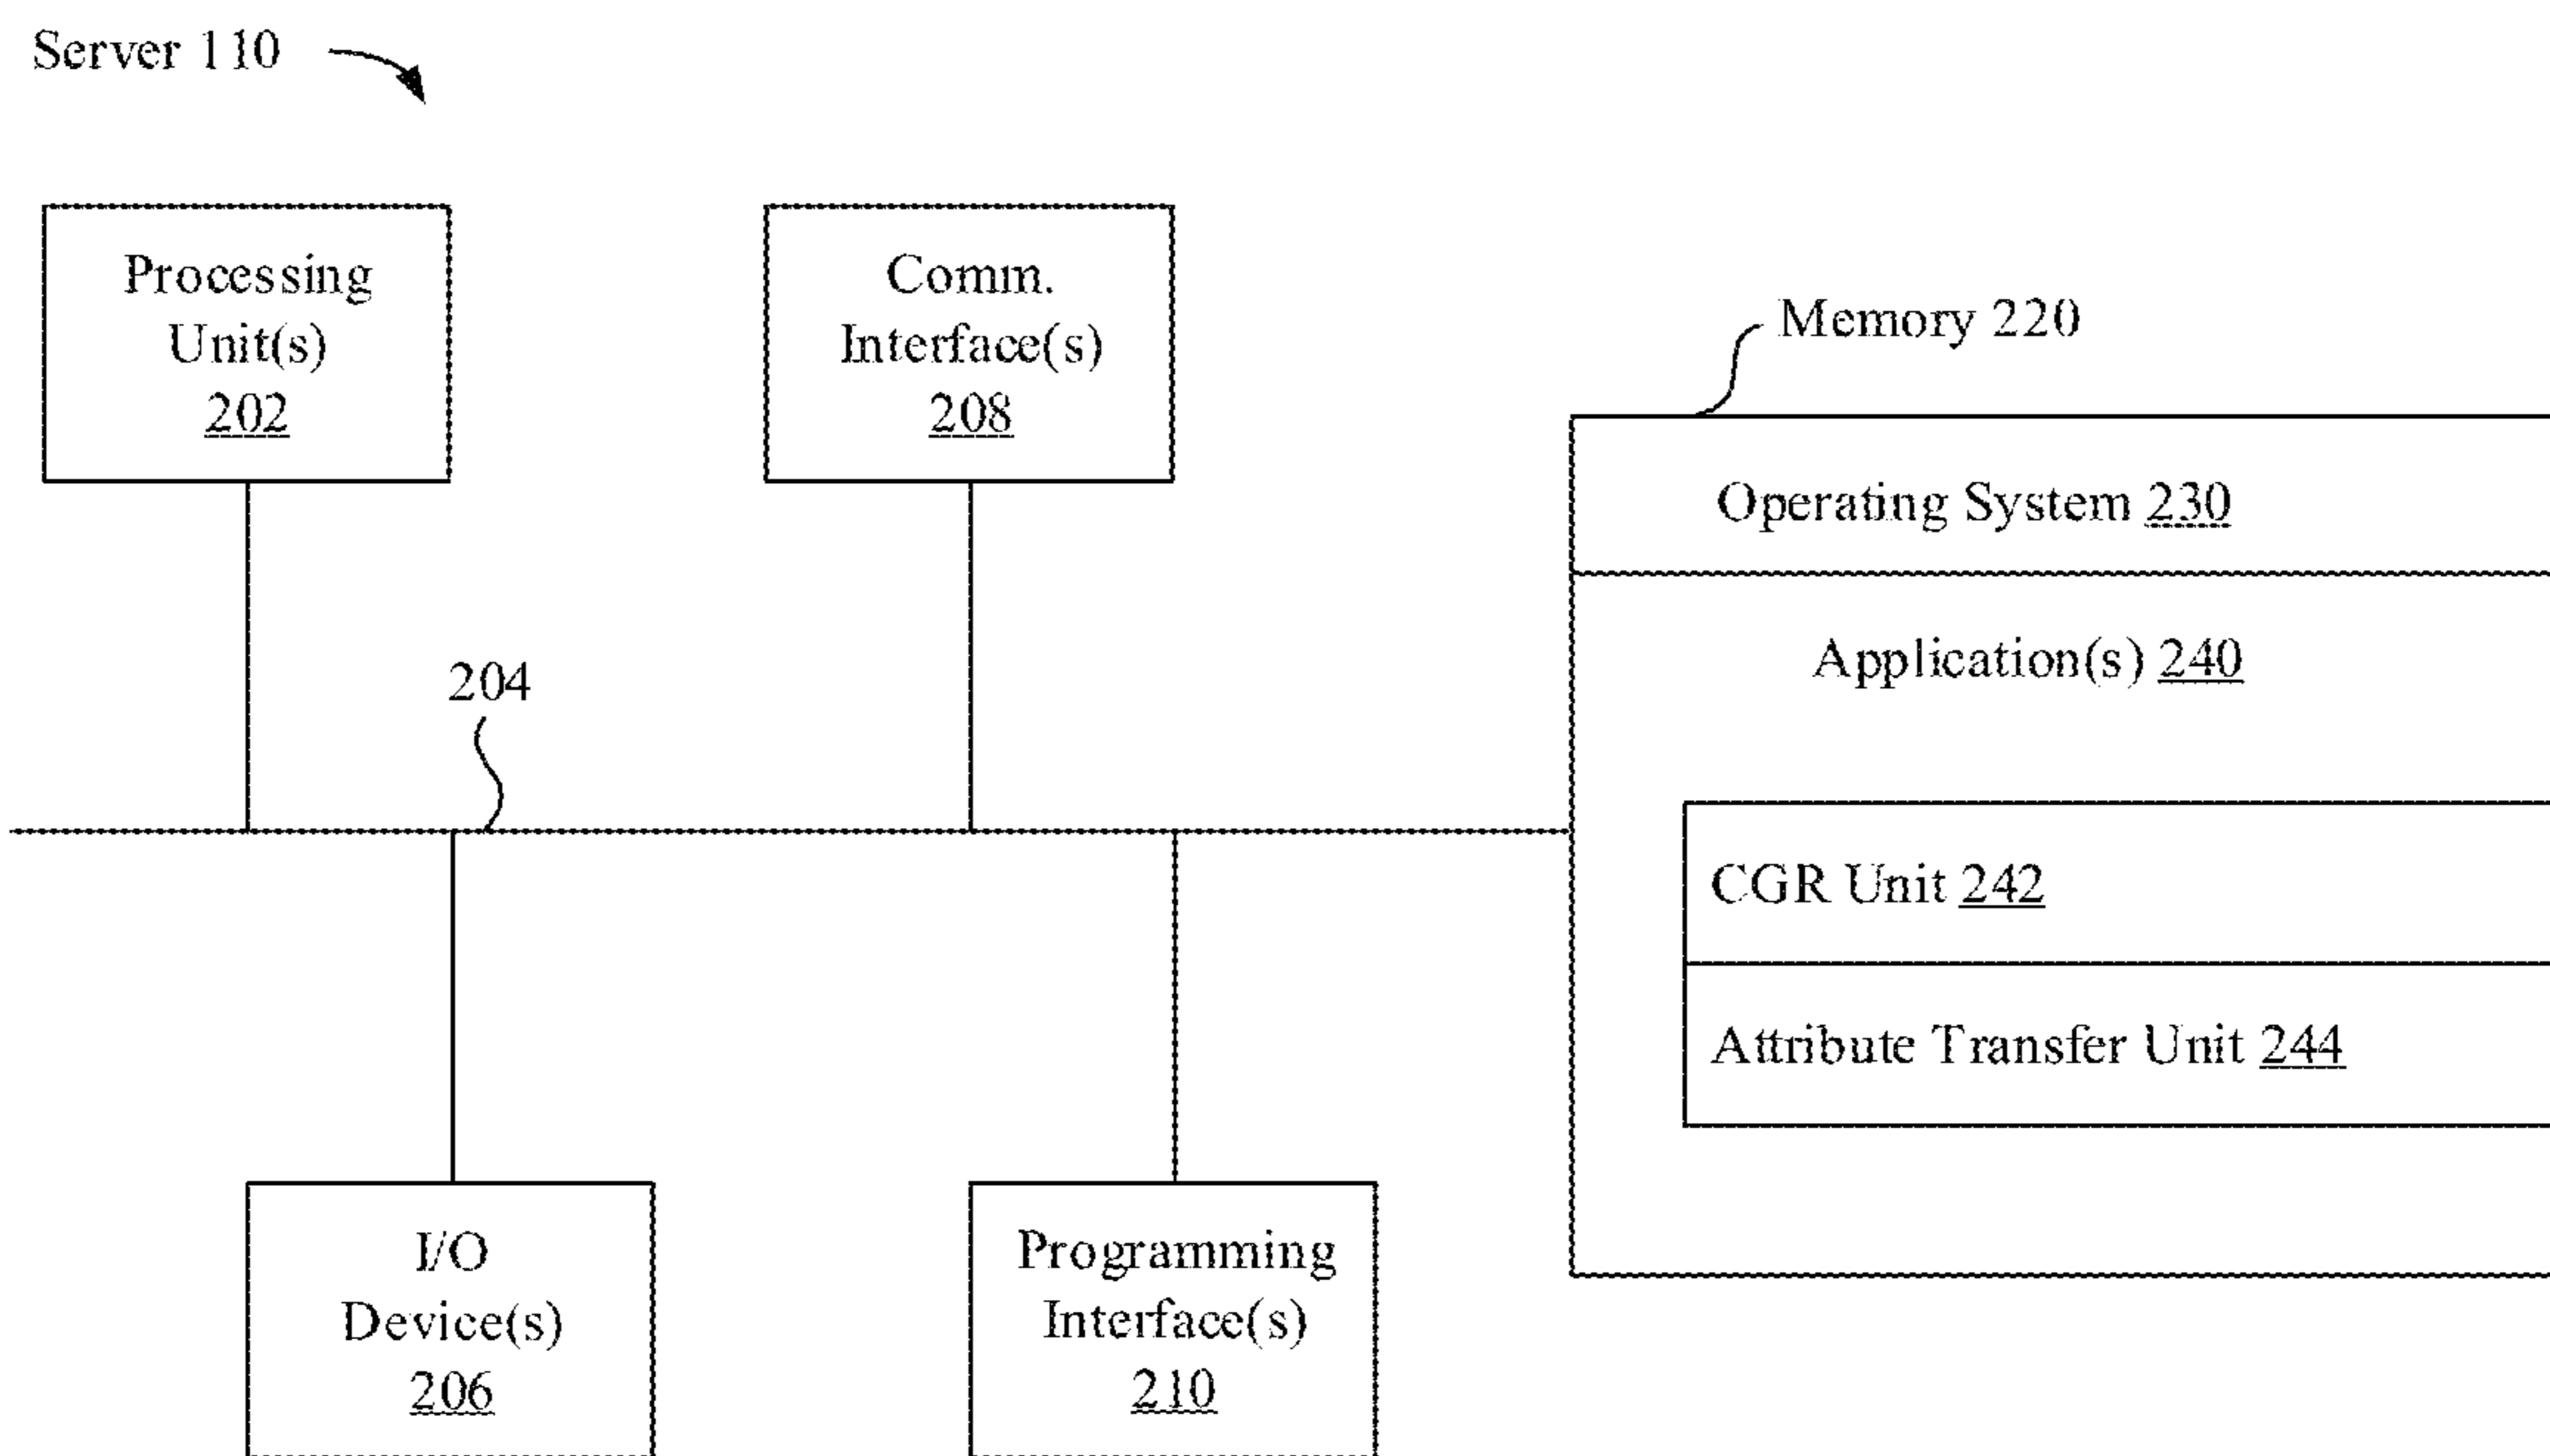 Server 110
Processing
Unit(s)
202
Comm.
Interface(s)
208
Memory 220
Operating System 230
Application(s) 240
204
CGR Unit 242
Attribute Transfer Unit 244
I/O
Device(s)
206
Programming
Interface(s)
210